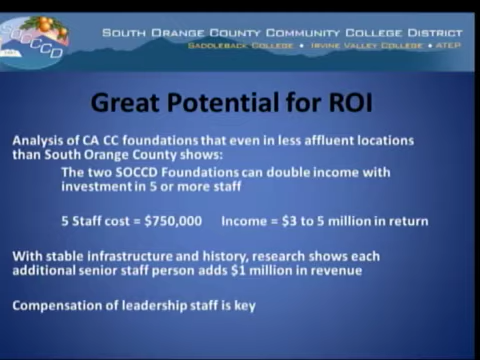 SOCCCD
SOUTH ORANGE COUNTY COMMUNITY COLLEGE DISTRICT
SADDLEBACK COLLEGE • IRVINE VALLEY COLLEGE • ATEP
Great Potential for ROI
Analysis of CA CC foundations that even in less affluent locations
than South Orange County shows:
The two SOCCD Foundations can double income with
investment in 5 or more staff
5 Staff cost = $750,000 Income = $3 to 5 million in return
With stable infrastructure and history, research shows each
additional senior staff person adds $1 million in revenue
Compensation of leadership staff is key